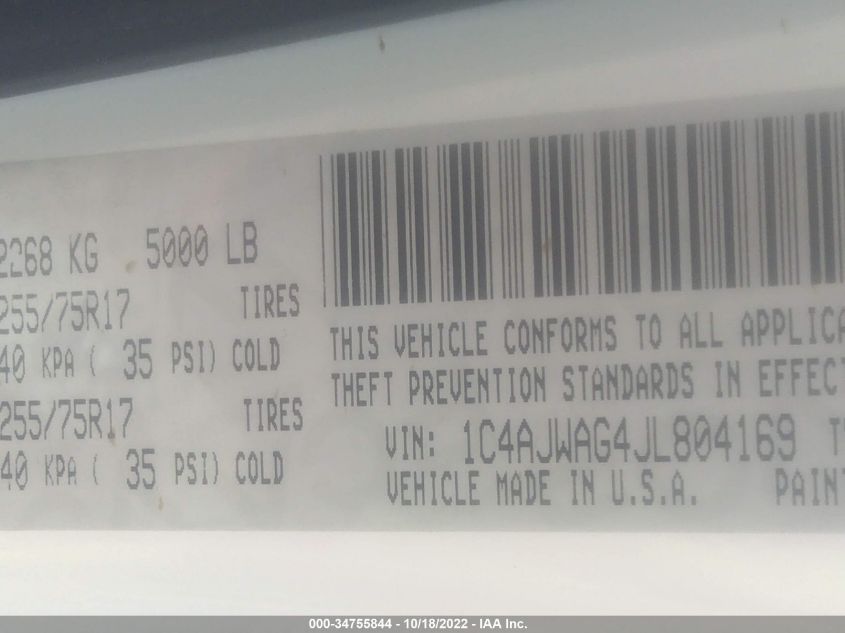 2268 KG 5000 LB
255/75R17 TIRES
40 KPA ( 35 PSI) COLD
255/75R17 TIRES
40 KPA ( 35 PSI) COLD
THIS VEHICLE CONFORMS TO ALL APPLICA
THEFT PREVENTION STANDARDS IN EFFECT
VIN: 1C4AJWAG4JL804169 T
VEHICLE MADE IN U.S.A. PAINT
000-34755844 - 10/18/2022 - IAA Inc.